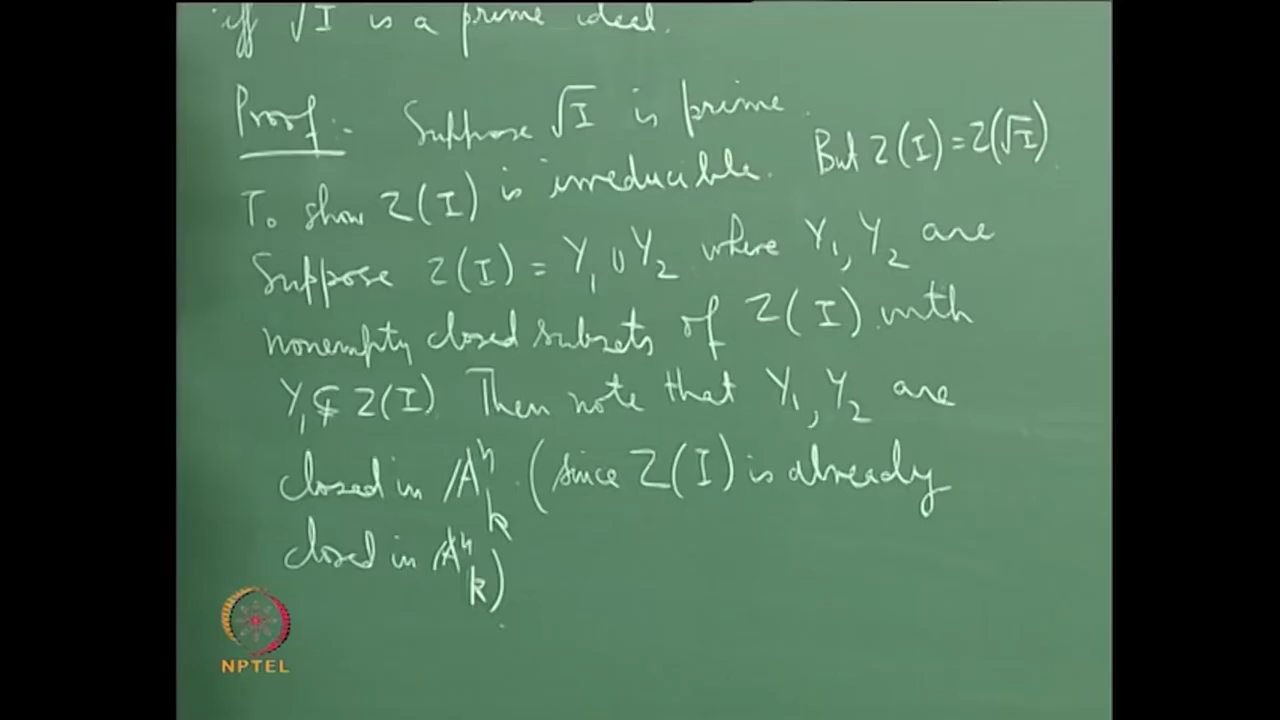 iff √I is a prime ideal.
Proof:- Suppose √I is prime.
To show Z(I) is irreducible. But Z(I)=Z(√I)
Suppose Z(I) = Y₁ ∪ Y₂ where Y₁, Y₂ are
nonempty closed subsets of Z(I) with
Y₁ ⊊ Z(I) Then note that Y₁, Y₂ are
closed in 𝔸ⁿₖ. (since Z(I) is already
closed in 𝔸ⁿₖ)
NPTEL